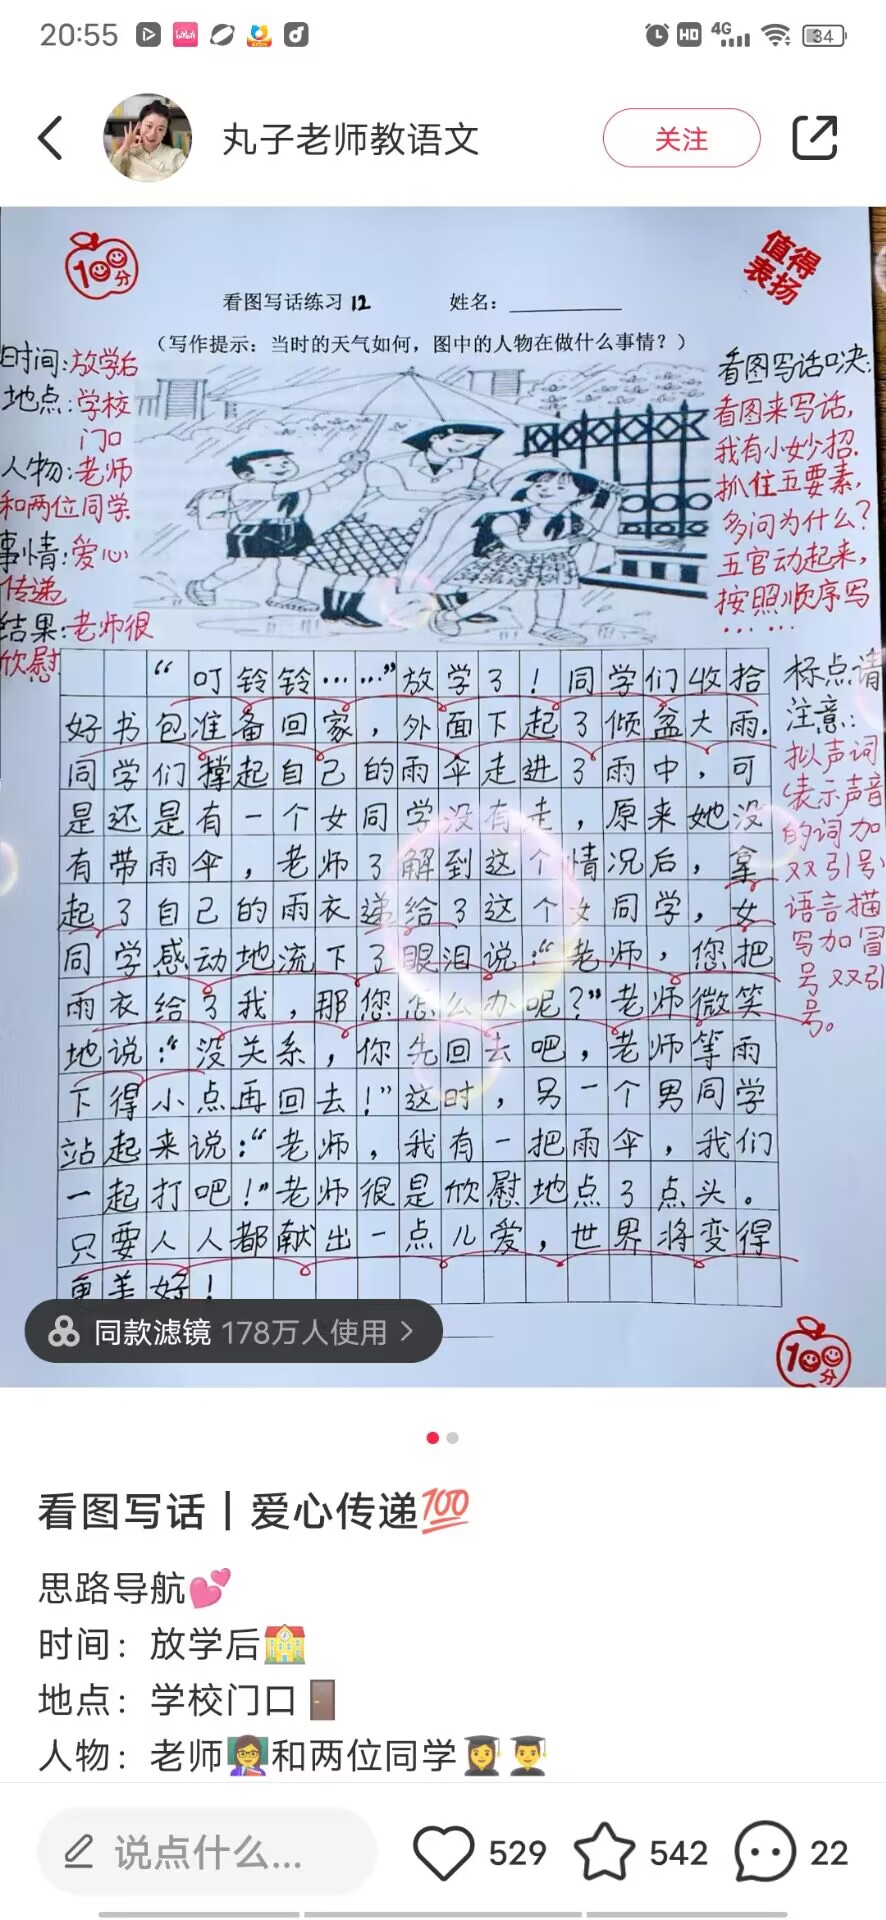 20:55
HD
4G
34
丸子老师教语文
关注
100分
值得
表扬
看图写话练习12 姓名:
(写作提示:当时的天气如何,图中的人物在做什么事情?)
时间:放学后
地点:学校
门口
人物:老师
和两位同学
事情:爱心
传递
结果:老师很
欣慰
看图写话口决:
看图来写话,
我有小妙招.
抓住五要素,
多问为什么?
五官动起来,
按照顺序写
……
“叮铃铃……”放学了!同学们收拾
好书包准备回家,外面下起了倾盆大雨.
同学们撑起自己的雨伞走进了雨中,可
是还是有一个女同学没有走,原来她没
有带雨伞,老师了解到这个情况后,拿
起了自己的雨衣递给了这个女同学,女
同学感动地流下了眼泪说:“老师,您把
雨衣给了我,那您怎么办呢?”老师微笑
地说:“没关系,你先回去吧,老师等雨
下得小点再回去!”这时,另一个男同学
站起来说:“老师,我有一把雨伞,我们
一起打吧!”老师很是欣慰地点了点头。
只要人人都献出一点儿爱,世界将变得
更美好!
标点请
注意:
拟声词
表示声音
的词加
双引号
语言描
写加冒
号双引
号。
同款滤镜 178万人使用 >
100分
看图写话 | 爱心传递💯
思路导航💕
时间:放学后🏫
地点:学校门口🚪
人物:老师👩‍🏫和两位同学👩‍🎓👨‍🎓
说点什么...
529
542
22